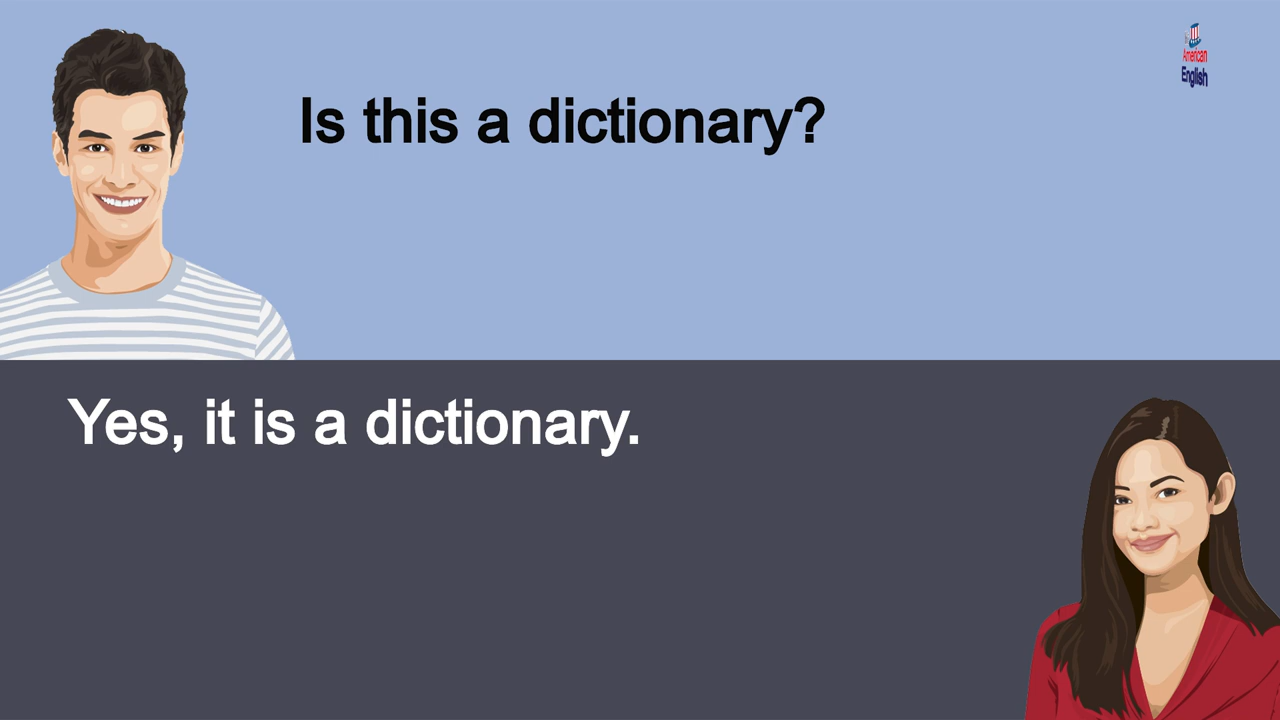 American
English
Is this a dictionary?
Yes, it is a dictionary.